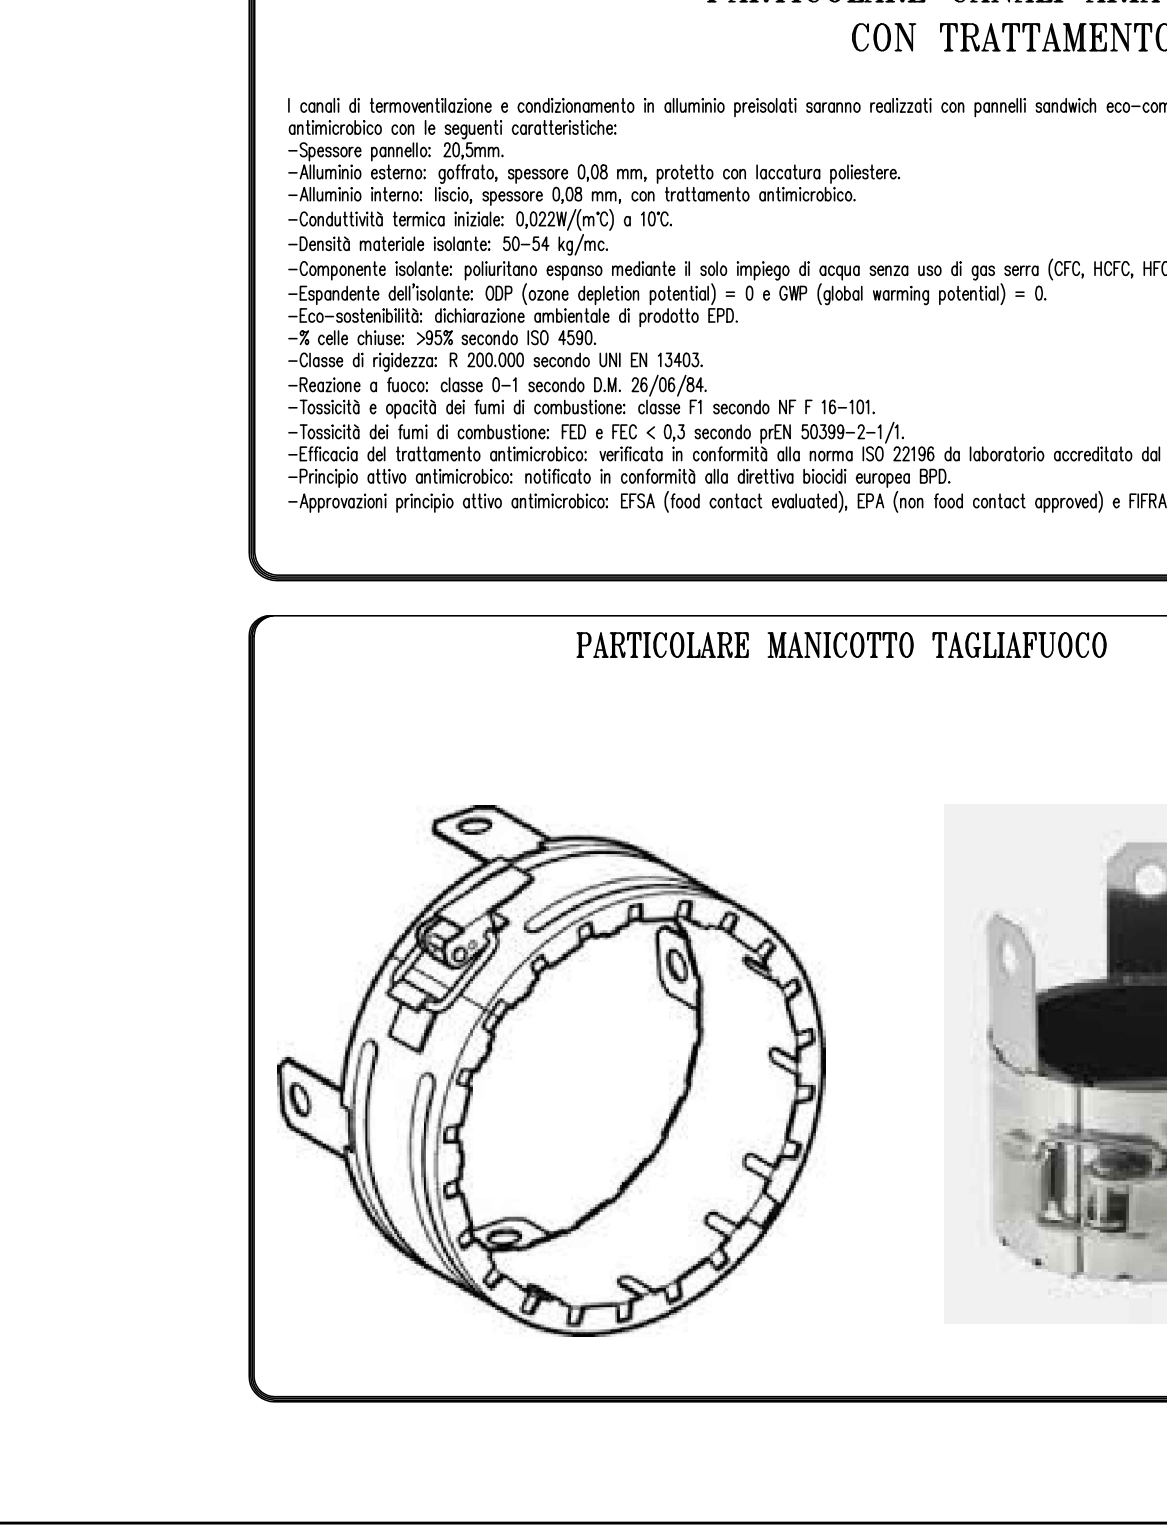 PARTICOLARE CANALI ARIA
CON TRATTAMENTO
I canali di termoventilazione e condizionamento in alluminio preisolati saranno realizzati con pannelli sandwich eco-com
antimicrobico con le seguenti caratteristiche:
-Spessore pannello: 20,5mm.
-Alluminio esterno: goffrato, spessore 0,08 mm, protetto con laccatura poliestere.
-Alluminio interno: liscio, spessore 0,08 mm, con trattamento antimicrobico.
-Conduttività termica iniziale: 0,022W/(m°C) a 10°C.
-Densità materiale isolante: 50-54 kg/mc.
-Componente isolante: poliuritano espanso mediante il solo impiego di acqua senza uso di gas serra (CFC, HCFC, HFC
-Espandente dell'isolante: ODP (ozone depletion potential) = 0 e GWP (global warming potential) = 0.
-Eco-sostenibilità: dichiarazione ambientale di prodotto EPD.
-% celle chiuse: >95% secondo ISO 4590.
-Classe di rigidezza: R 200.000 secondo UNI EN 13403.
-Reazione a fuoco: classe 0-1 secondo D.M. 26/06/84.
-Tossicità e opacità dei fumi di combustione: classe F1 secondo NF F 16-101.
-Tossicità dei fumi di combustione: FED e FEC < 0,3 secondo prEN 50399-2-1/1.
-Efficacia del trattamento antimicrobico: verificata in conformità alla norma ISO 22196 da laboratorio accreditato dal
-Principio attivo antimicrobico: notificato in conformità alla direttiva biocidi europea BPD.
-Approvazioni principio attivo antimicrobico: EFSA (food contact evaluated), EPA (non food contact approved) e FIFRA
PARTICOLARE MANICOTTO TAGLIAFUOCO